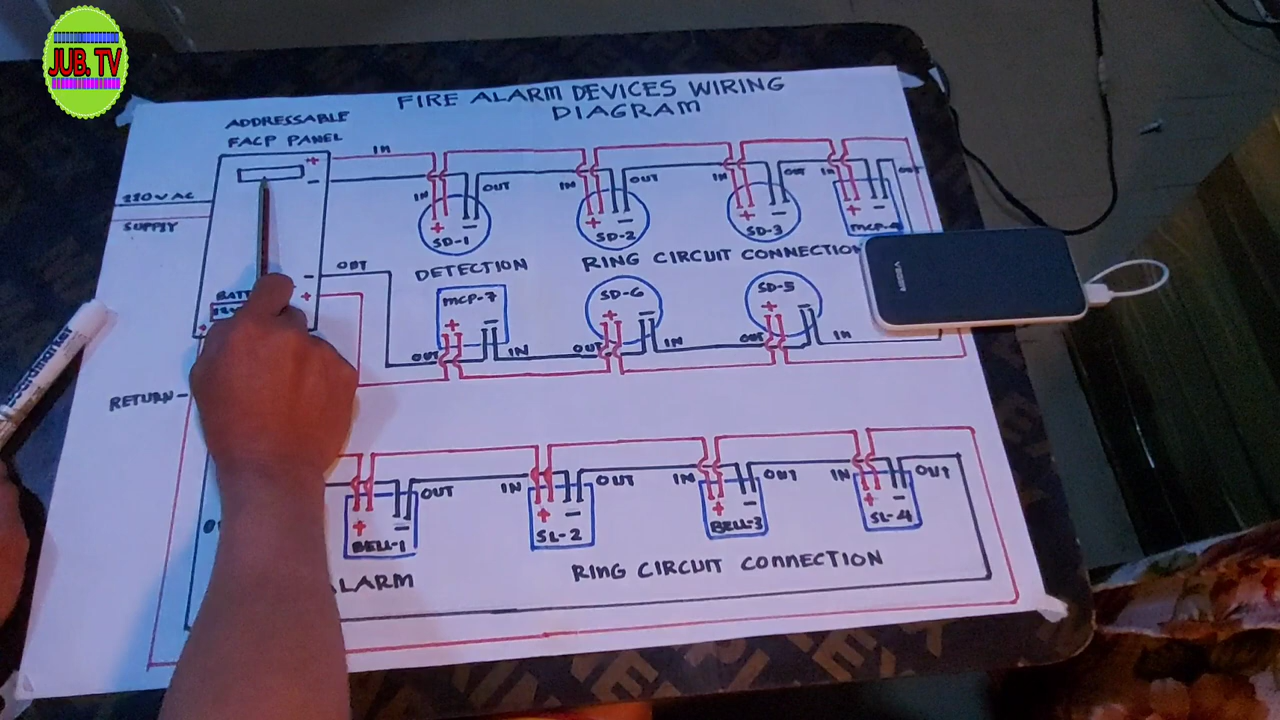 JUB. TV
FIRE ALARM DEVICES WIRING
DIAGRAM
ADDRESSABLE
FACP PANEL
220V AC
SUPPLY
+
-
IN
IN
OUT
IN
OUT
IN
OUT
IN
OUT
+ -
SD-1
+ -
SD-2
+ -
SD-3
+ -
DETECTION
RING CIRCUIT CONNECTION
OUT
-
+
MCP-7
SD-6
SD-5
+ -
+ -
+ -
OUT
IN
OUT
IN
OUT
IN
RETURN
OUT
IN
OUT
IN
OUT
IN
OUT
+ -
BELL-1
+ -
SL-2
+ -
BELL-3
+ -
SL-4
RING CIRCUIT CONNECTION
boardmarker